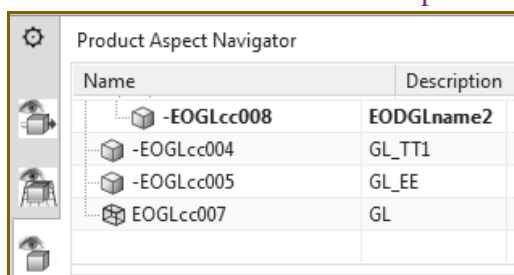 Product Aspect Navigator
Name Description
-EOGLcc008 EODGLname2
-EOGLcc004 GL_TT1
-EOGLcc005 GL_EE
EOGLcc007 GL